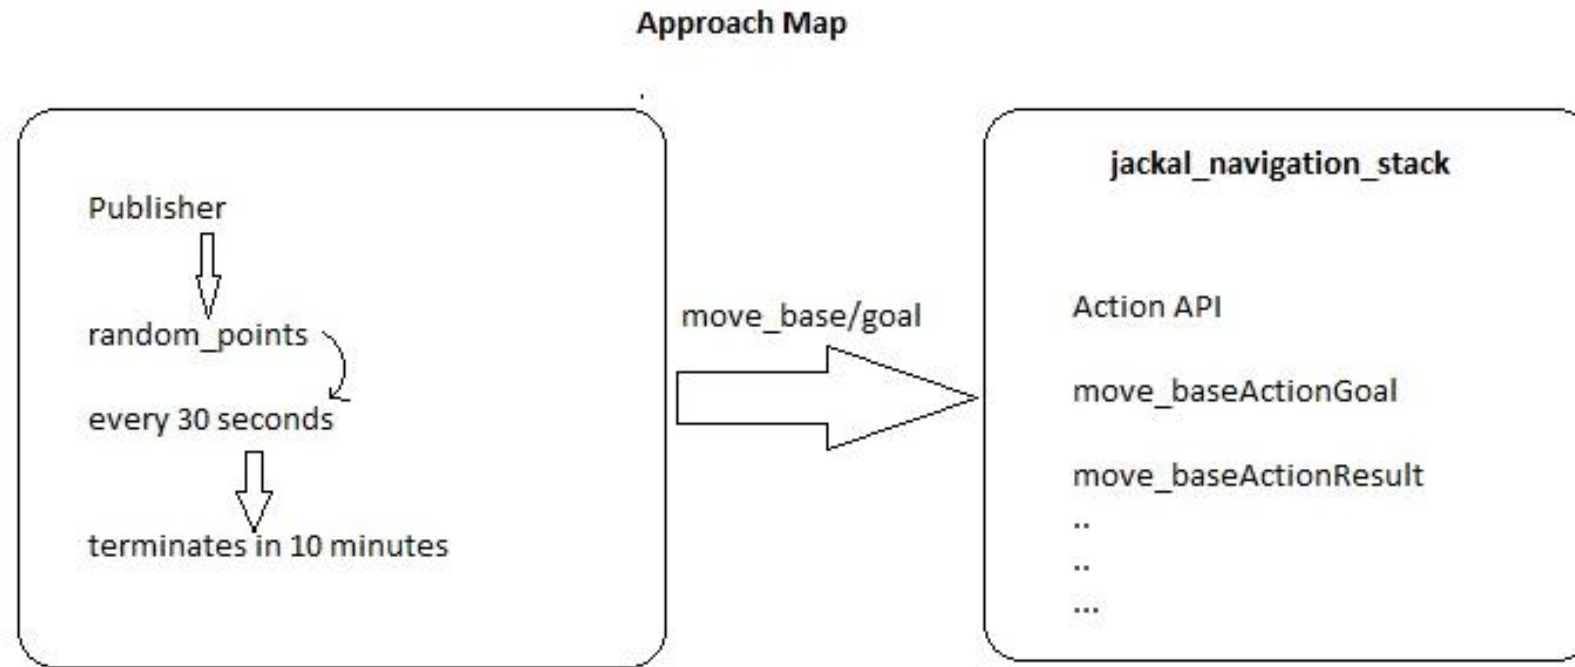 Approach Map
Publisher
random_points
every 30 seconds
terminates in 10 minutes
move_base/goal
jackal_navigation_stack
Action API
move_baseActionGoal
move_baseActionResult
..
..
...